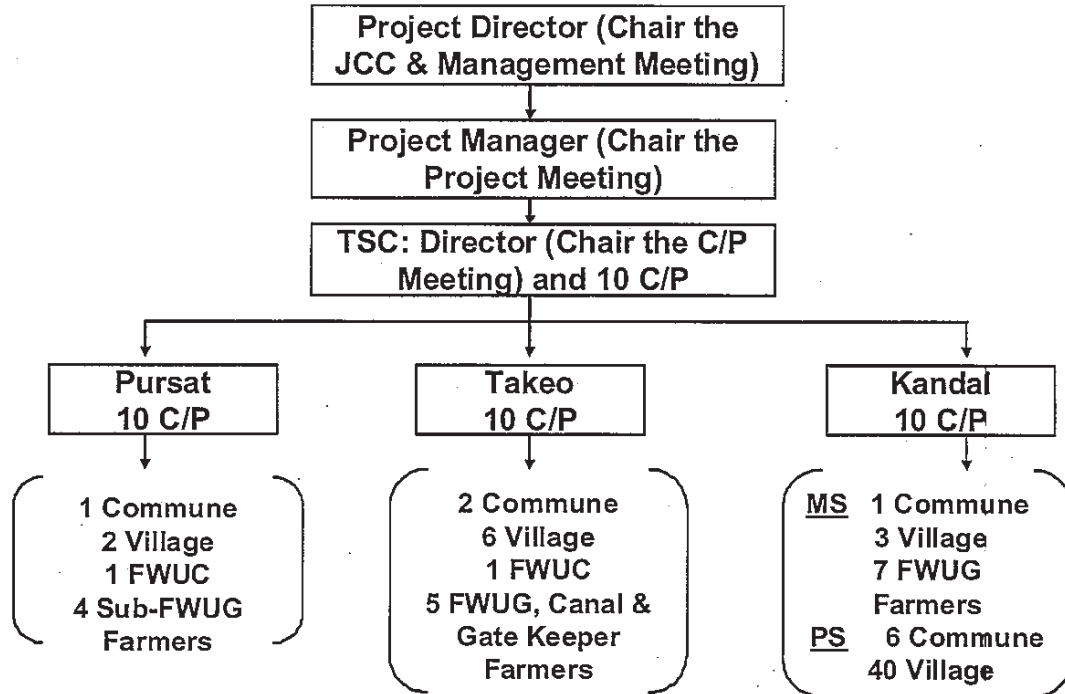 Project Director (Chair the
JCC & Management Meeting)
Project Manager (Chair the
Project Meeting)
TSC: Director (Chair the C/P
Meeting) and 10 C/P
Pursat
10 C/P
Takeo
10 C/P
Kandal
10 C/P
1 Commune
2 Village
1 FWUC
4 Sub-FWUG
Farmers
2 Commune
6 Village
1 FWUC
5 FWUG, Canal &
Gate Keeper
Farmers
MS 1 Commune
3 Village
7 FWUG
Farmers
PS 6 Commune
40 Village